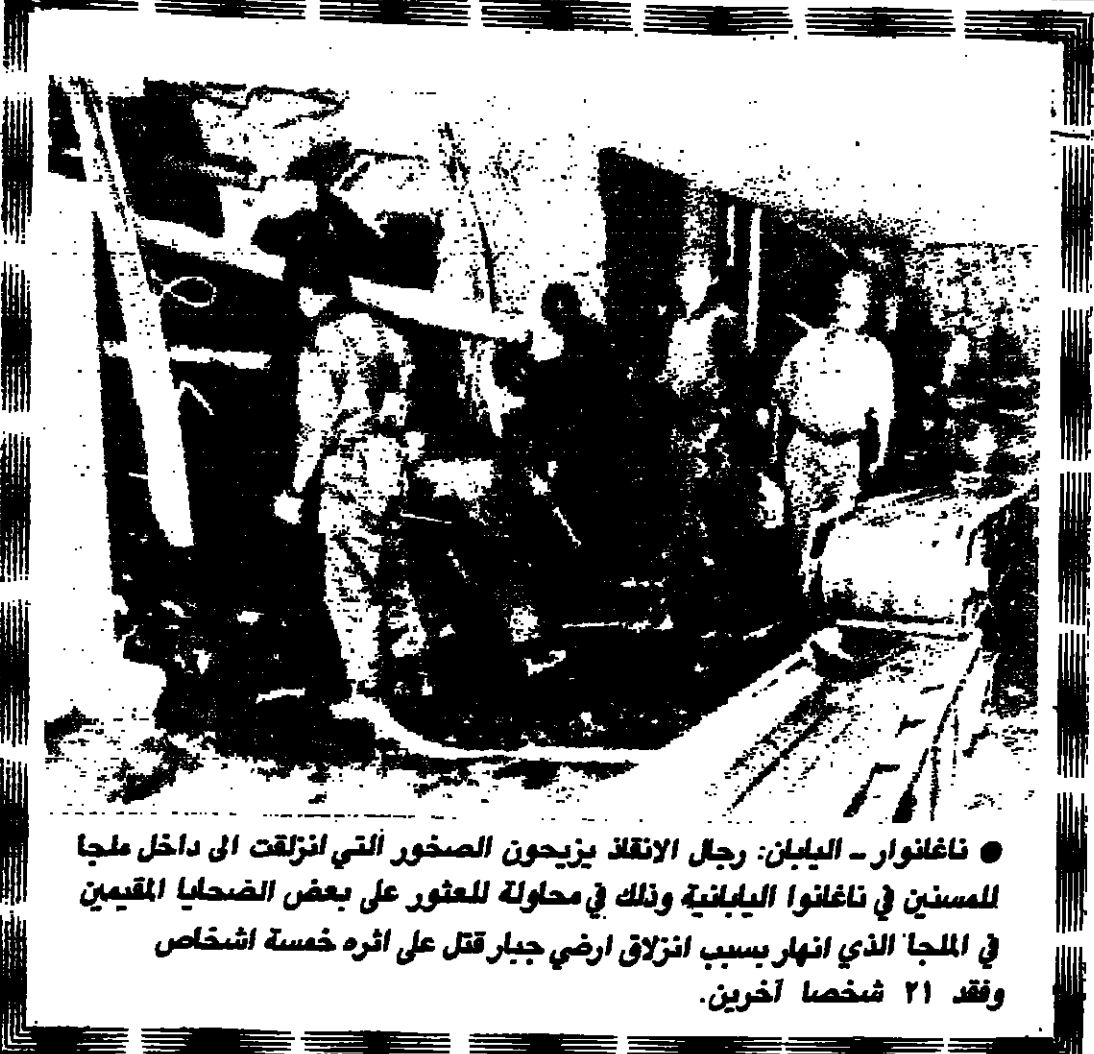 ● ناغانوار ــ اليابان: رجال الانقاذ يزيحون الصخور التي انزلقت الى داخل ملجا
للمسنين في ناغانوا اليابانية وذلك في محاولة للعثور على بعض الضحايا المقيمين
في الملجا الذي انهار بسبب انزلاق ارضي جبار قتل على اثره خمسة اشخاص
وفقد ٢١ شخصا آخرين.